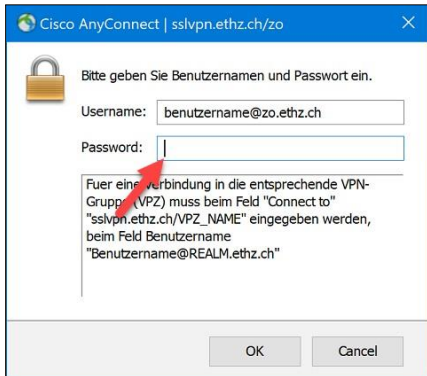 Cisco AnyConnect | sslvpn.ethz.ch/zo
Bitte geben Sie Benutzernamen und Passwort ein.
Username: benutzername@zo.ethz.ch
Password:
Fuer eine Verbindung in die entsprechende VPN-
Gruppe (VPZ) muss beim Feld "Connect to"
"sslvpn.ethz.ch/VPZ_NAME" eingegeben werden,
beim Feld Benutzername
"Benutzername@REALM.ethz.ch"
OK Cancel